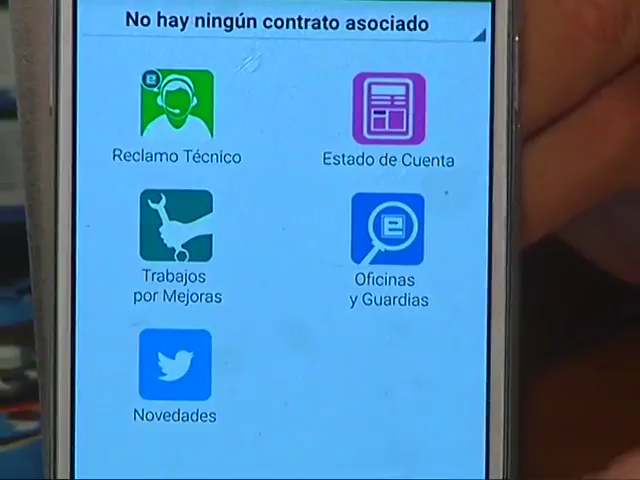 No hay ningún contrato asociado
e
Reclamo Técnico
Estado de Cuenta
e
Trabajos
por Mejoras
Oficinas
y Guardias
Novedades